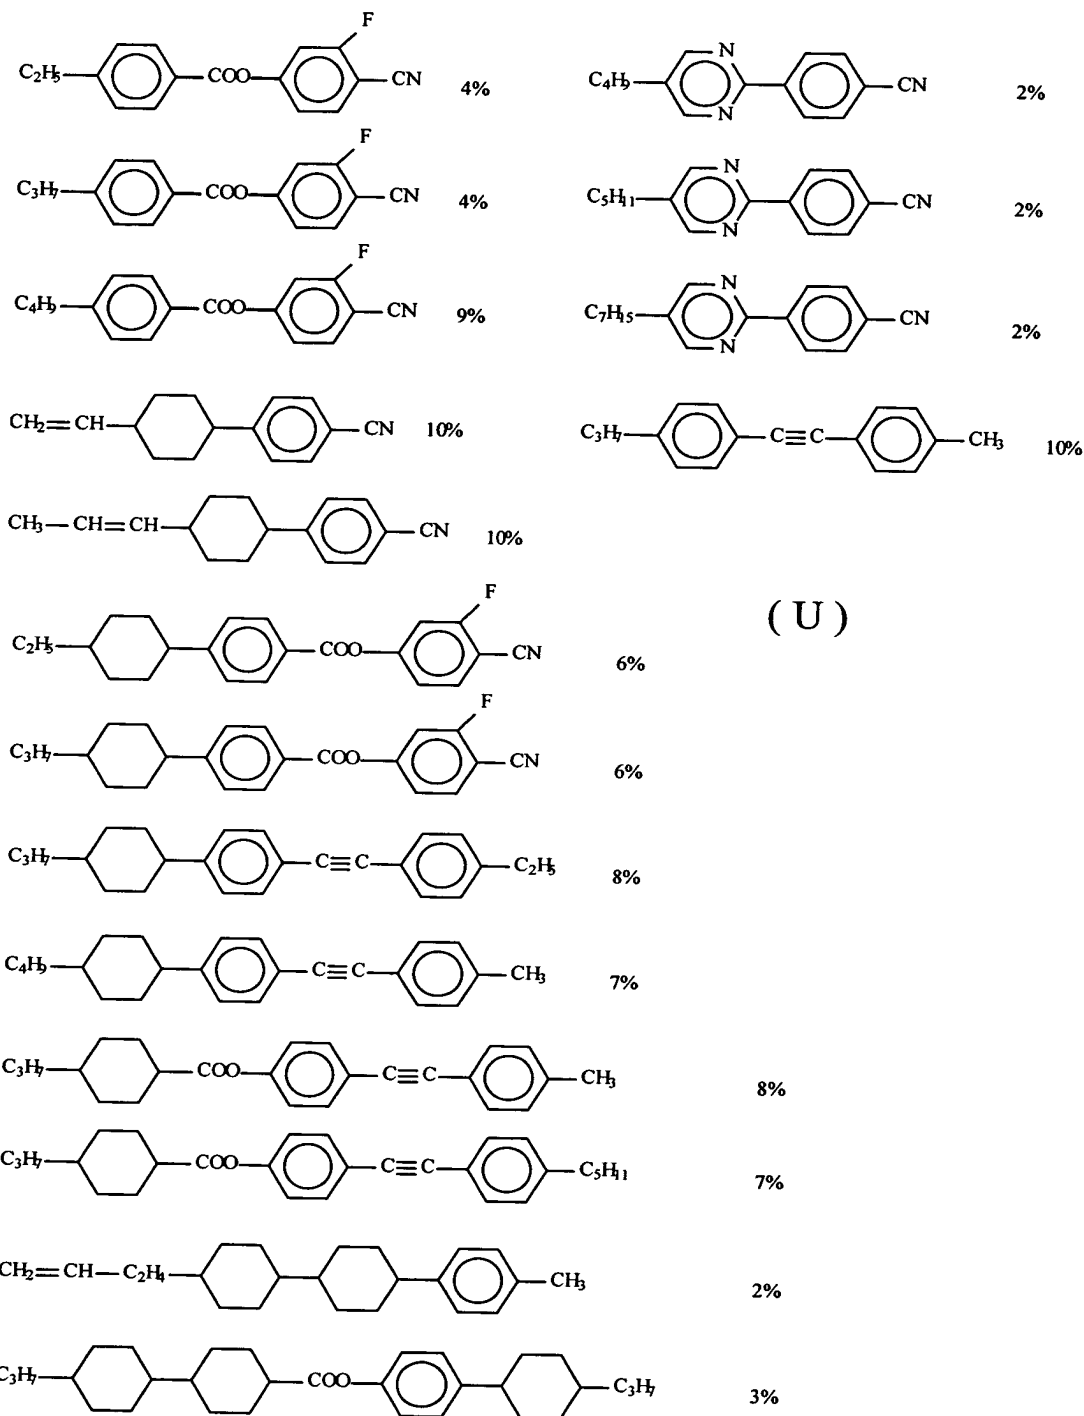 F
C2H5 COO CN 4%
C4H9 N N CN 2%
F
C3H7 COO CN 4%
C5H11 N N CN 2%
F
C4H9 COO CN 9%
C7H15 N N CN 2%
CH2=CH CN 10%
C3H7 C≡C CH3 10%
CH3—CH=CH CN 10%
( U )
F
C2H5 COO CN 6%
F
C3H7 COO CN 6%
C3H7 C≡C C2H5 8%
C4H9 C≡C CH3 7%
C3H7 COO C≡C CH3 8%
C3H7 COO C≡C C5H11 7%
CH2=CH—C2H4 CH3 2%
C3H7 COO C3H7 3%